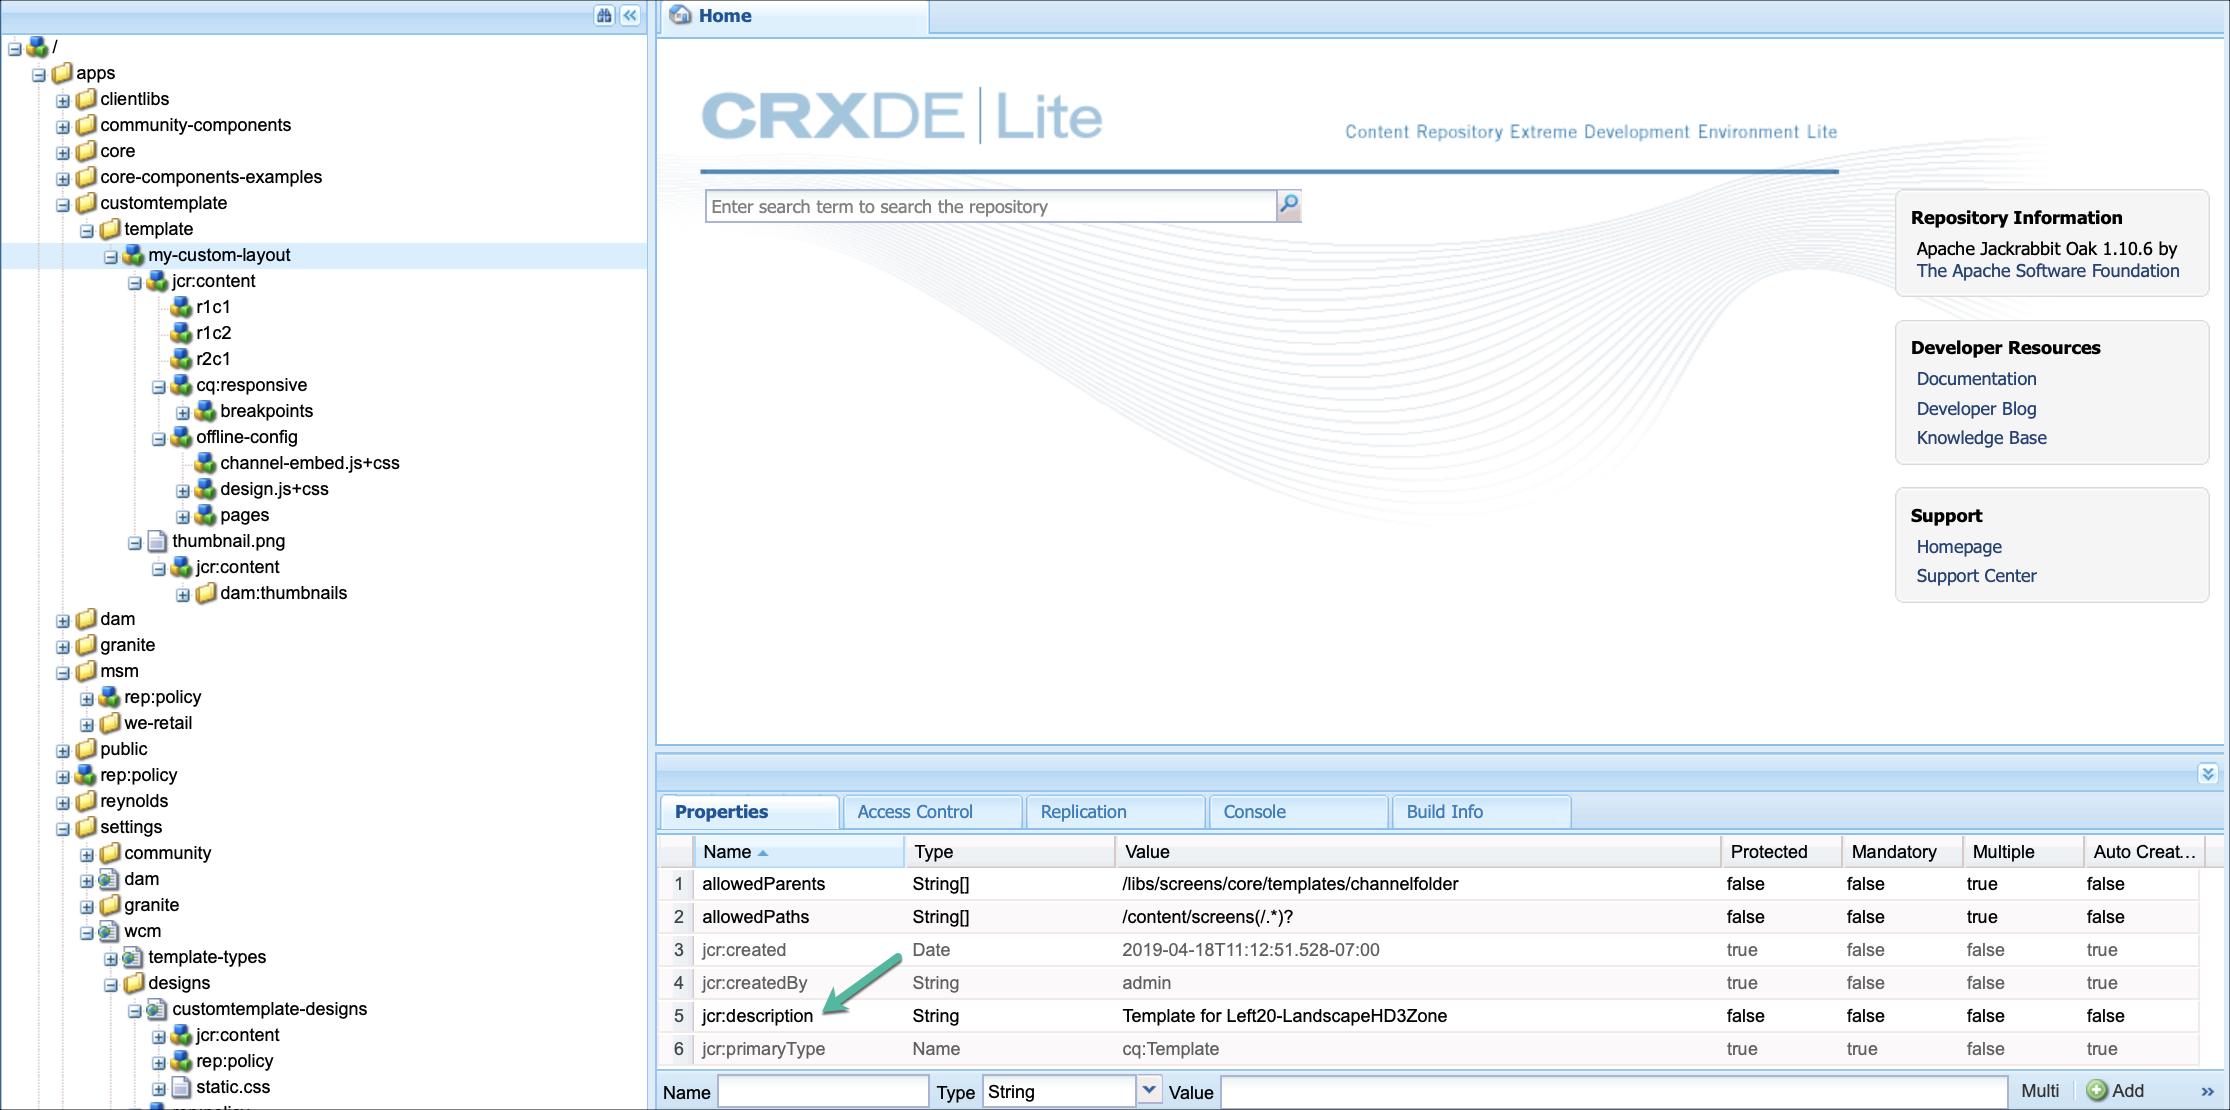 /
apps
clientlibs
community-components
core
core-components-examples
customtemplate
template
my-custom-layout
jcr:content
r1c1
r1c2
r2c1
cq:responsive
breakpoints
offline-config
channel-embed.js+css
design.js+css
pages
thumbnail.png
jcr:content
dam:thumbnails
dam
granite
msm
rep:policy
we-retail
public
rep:policy
reynolds
settings
community
dam
granite
wcm
template-types
designs
customtemplate-designs
jcr:content
rep:policy
static.css
Home
CRXDE Lite
Content Repository Extreme Development Environment Lite
Enter search term to search the repository
Repository Information
Apache Jackrabbit Oak 1.10.6 by
The Apache Software Foundation
Developer Resources
Documentation
Developer Blog
Knowledge Base
Support
Homepage
Support Center
Properties Access Control Replication Console Build Info
Name Type Value Protected Mandatory Multiple Auto Creat...
1 allowedParents String[] /libs/screens/core/templates/channelfolder false false true false
2 allowedPaths String[] /content/screens(/.*)? false false true false
3 jcr:created Date 2019-04-18T11:12:51.528-07:00 true false false true
4 jcr:createdBy String admin true false false true
5 jcr:description String Template for Left20-LandscapeHD3Zone false false false false
6 jcr:primaryType Name cq:Template true true false true
Name Type String Value Multi Add »